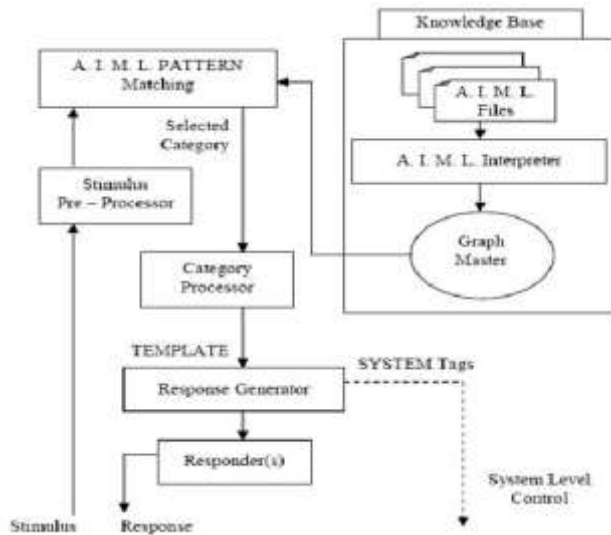 Knowledge Base
A. I. M. L. PATTERN
Matching
A. I. M. L.
Files
Selected
Category
A. I. M. L. Interpreter
Stimulus
Pre – Processor
Graph
Master
Category
Processor
TEMPLATE
SYSTEM Tags
Response Generator
Responder(s)
System Level
Control
Stimulus
Response